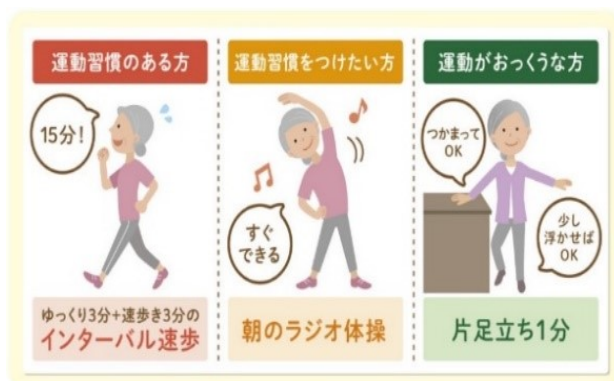 運動習慣のある方
15分!
ゆっくり3分+速歩き3分の
インターバル速歩
運動習慣をつけたい方
すぐ
できる
朝のラジオ体操
運動がおっくうな方
つかまって
OK
少し
浮かせば
OK
片足立ち1分